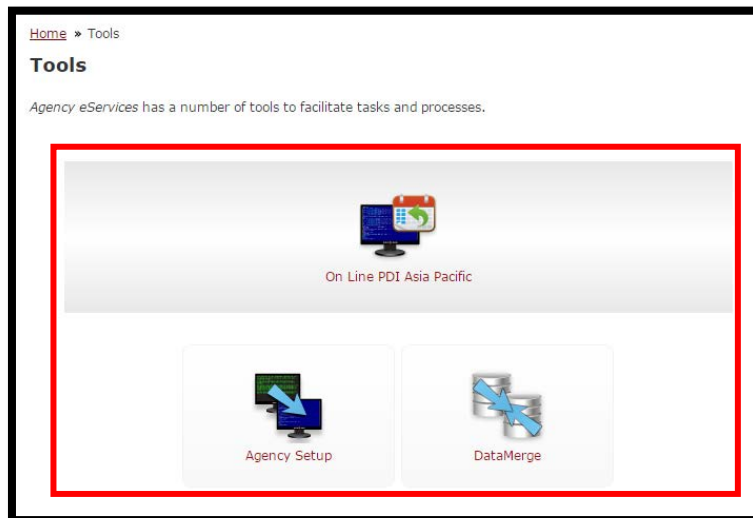 Home » Tools
Tools
Agency eServices has a number of tools to facilitate tasks and processes.
On Line PDI Asia Pacific
Agency Setup
DataMerge